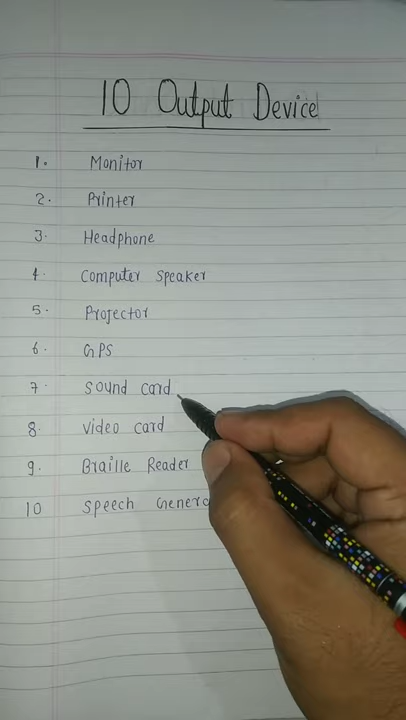 10 Output Device
1. Monitor
2. Printer
3. Headphone
4. Computer speaker
5. Projector
6. GPS
7. sound card
8. video card
9. Braille Reader
10 speech